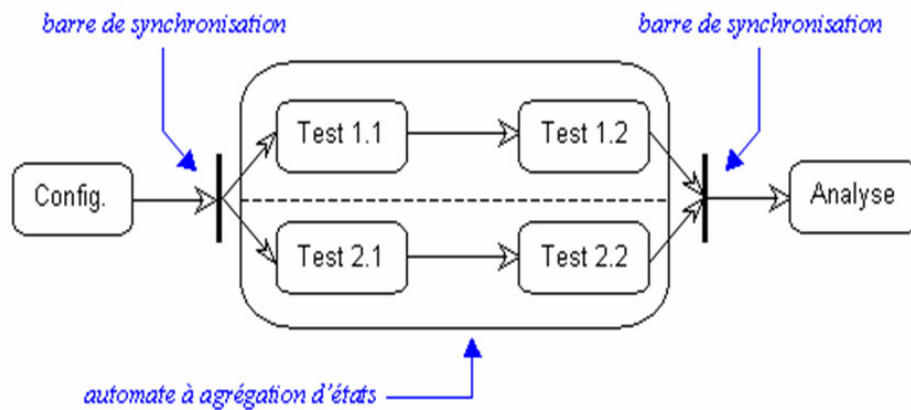 barre de synchronisation
barre de synchronisation
Test 1.1
Test 1.2
Config.
Analyse
Test 2.1
Test 2.2
automate à agrégation d'états